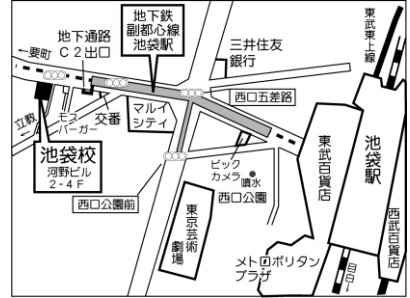 地下鉄
副都心線
池袋駅
地下通路
C2出口
←要町
三井住友
銀行
東武東上線
西口五差路
立教
モス
バーガー
交番
マルイ
シティ
池袋校
河野ビル
2-4F
西口公園前
ビック
カメラ
噴水
西口公園
東武百貨店
池袋駅
東京芸術
劇場
メトロポリタン
プラザ
西武百貨店
目白→